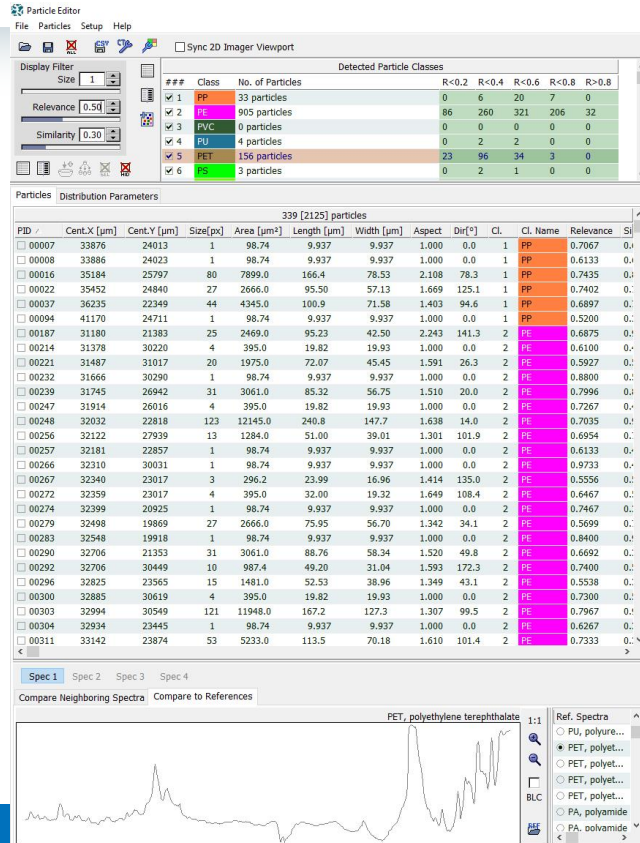 Particle Editor
File Particles Setup Help
ALL CSV CTR
Sync 2D Imager Viewport
Display Filter
Size 1
Relevance 0.50
Similarity 0.30
Detected Particle Classes
### Class No. of Particles R<0.2 R<0.4 R<0.6 R<0.8 R>0.8
1 PP 33 particles 0 6 20 7 0
2 PE 905 particles 86 260 321 206 32
3 PVC 0 particles 0 0 0 0 0
4 PU 4 particles 0 2 2 0 0
5 PET 156 particles 23 96 34 3 0
6 PS 3 particles 0 2 1 0 0
Particles Distribution Parameters
339 [2125] particles
PID Cent.X [µm] Cent.Y [µm] Size[px] Area [µm²] Length [µm] Width [µm] Aspect Dir[°] Cl. Cl. Name Relevance
00007 33876 24013 1 98.74 9.937 9.937 1.000 0.0 1 PP 0.7067
00008 33886 24023 1 98.74 9.937 9.937 1.000 0.0 1 PP 0.6133
00016 35184 25797 80 7899.0 166.4 78.53 2.108 78.3 1 PP 0.7435
00022 35452 24840 27 2666.0 95.50 57.13 1.669 125.1 1 PP 0.7402
00037 36235 22349 44 4345.0 100.9 71.58 1.403 94.6 1 PP 0.6897
00094 41170 24711 1 98.74 9.937 9.937 1.000 0.0 1 PP 0.5200
00187 31180 21383 25 2469.0 95.23 42.50 2.243 141.3 2 PE 0.6875
00214 31378 30220 4 395.0 19.82 19.93 1.000 0.0 2 PE 0.6100
00221 31487 31017 20 1975.0 72.07 45.45 1.591 26.3 2 PE 0.5927
00232 31666 30290 1 98.74 9.937 9.937 1.000 0.0 2 PE 0.8800
00239 31745 26942 31 3061.0 85.32 56.75 1.510 20.0 2 PE 0.7996
00247 31914 26016 4 395.0 19.82 19.93 1.000 0.0 2 PE 0.7267
00248 32032 22818 123 12145.0 240.8 147.7 1.638 14.0 2 PE 0.7035
00256 32122 27939 13 1284.0 51.00 39.01 1.301 101.9 2 PE 0.6954
00257 32181 22857 1 98.74 9.937 9.937 1.000 0.0 2 PE 0.6133
00266 32310 30031 1 98.74 9.937 9.937 1.000 0.0 2 PE 0.9733
00267 32340 23017 3 296.2 23.99 16.96 1.414 135.0 2 PE 0.5556
00272 32359 23017 4 395.0 32.00 19.32 1.649 108.4 2 PE 0.6467
00274 32399 20925 1 98.74 9.937 9.937 1.000 0.0 2 PE 0.7467
00279 32498 19869 27 2666.0 75.95 56.70 1.342 34.1 2 PE 0.5699
00283 32548 19918 1 98.74 9.937 9.937 1.000 0.0 2 PE 0.8400
00290 32706 21353 31 3061.0 88.76 58.34 1.520 49.8 2 PE 0.6692
00292 32706 30449 10 987.4 49.20 31.04 1.593 172.3 2 PE 0.7400
00296 32825 23565 15 1481.0 52.53 38.96 1.349 43.1 2 PE 0.5538
00300 32885 30619 4 395.0 19.82 19.93 1.000 0.0 2 PE 0.7300
00303 32994 30549 121 11948.0 167.2 127.3 1.307 99.5 2 PE 0.7967
00304 32934 23445 1 98.74 9.937 9.937 1.000 0.0 2 PE 0.6267
00311 33142 23874 53 5233.0 113.5 70.18 1.610 101.4 2 PE 0.7333
Spec 1 Spec 2 Spec 3 Spec 4
Compare Neighboring Spectra Compare to References
PET, polyethylene terephthalate
1:1
BLC
REF
Ref. Spectra
PU, polyure...
PET, polyet...
PET, polyet...
PET, polyet...
PET, polyet...
PA, polyamide
PA, polyamide